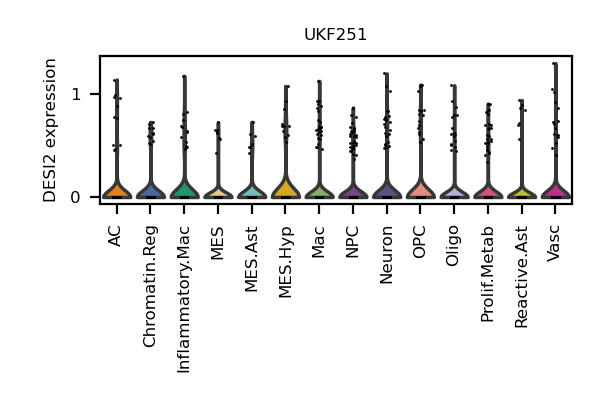 UKF251
DESI2 expression
1
0
AC
Chromatin.Reg
Inflammatory.Mac
MES
MES.Ast
MES.Hyp
Mac
NPC
Neuron
OPC
Oligo
Prolif.Metab
Reactive.Ast
Vasc